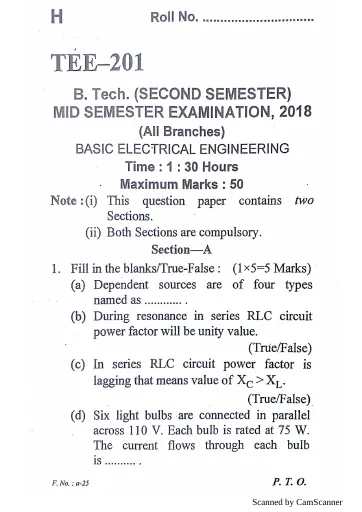 H Roll No. ................................
TEE–201
B. Tech. (SECOND SEMESTER)
MID SEMESTER EXAMINATION, 2018
(All Branches)
BASIC ELECTRICAL ENGINEERING
Time : 1 : 30 Hours
Maximum Marks : 50
Note : (i) This question paper contains two
Sections.
(ii) Both Sections are compulsory.
Section—A
1. Fill in the blanks/True-False : (1×5=5 Marks)
(a) Dependent sources are of four types
named as ............ .
(b) During resonance in series RLC circuit
power factor will be unity value.
(True/False)
(c) In series RLC circuit power factor is
lagging that means value of X_C > X_L.
(True/False)
(d) Six light bulbs are connected in parallel
across 110 V. Each bulb is rated at 75 W.
The current flows through each bulb
is .......... .
F. No. : a-25 P. T. O.
Scanned by CamScanner